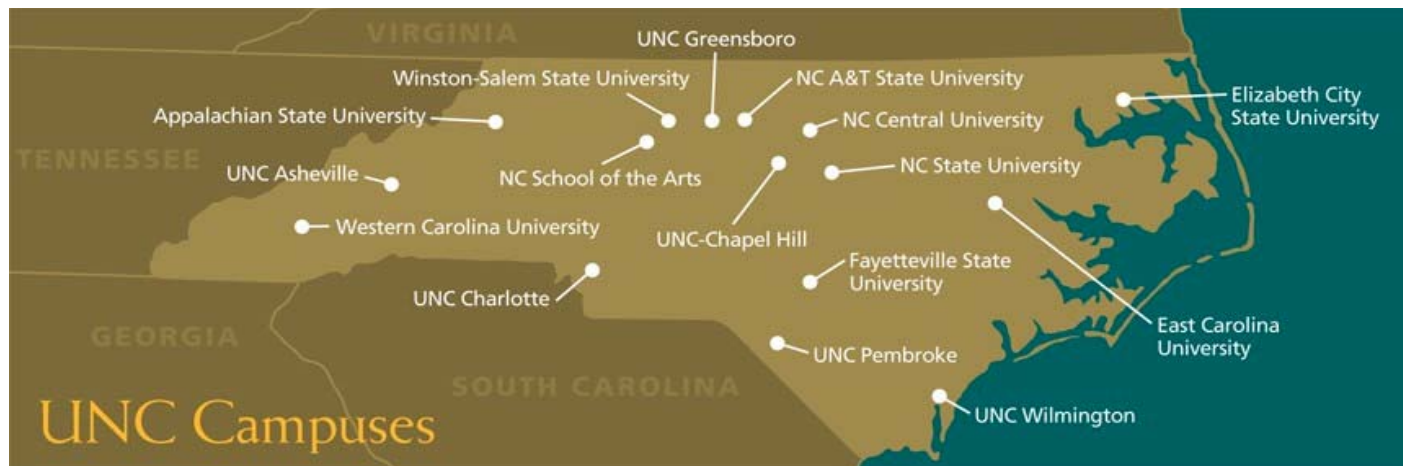 VIRGINIA
UNC Greensboro
Winston-Salem State University
NC A&T State University
Elizabeth City
State University
Appalachian State University
NC Central University
TENNESSEE
UNC Asheville
NC School of the Arts
NC State University
Western Carolina University
UNC-Chapel Hill
Fayetteville State
University
UNC Charlotte
GEORGIA
East Carolina
University
UNC Pembroke
SOUTH CAROLINA
UNC Campuses
UNC Wilmington